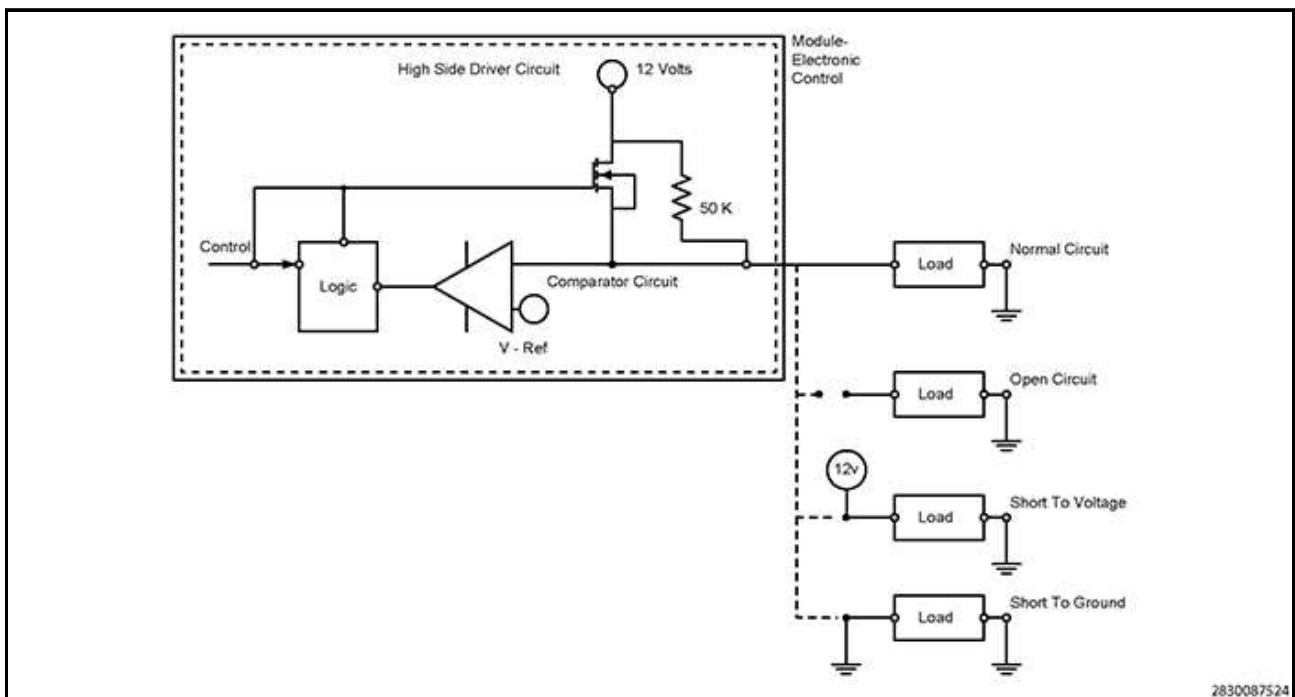 Module-
Electronic
Control
High Side Driver Circuit
12 Volts
50 K
Control
Logic
Comparator Circuit
V - Ref
Load
Normal Circuit
Load
Open Circuit
12v
Load
Short To Voltage
Load
Short To Ground
2830087524